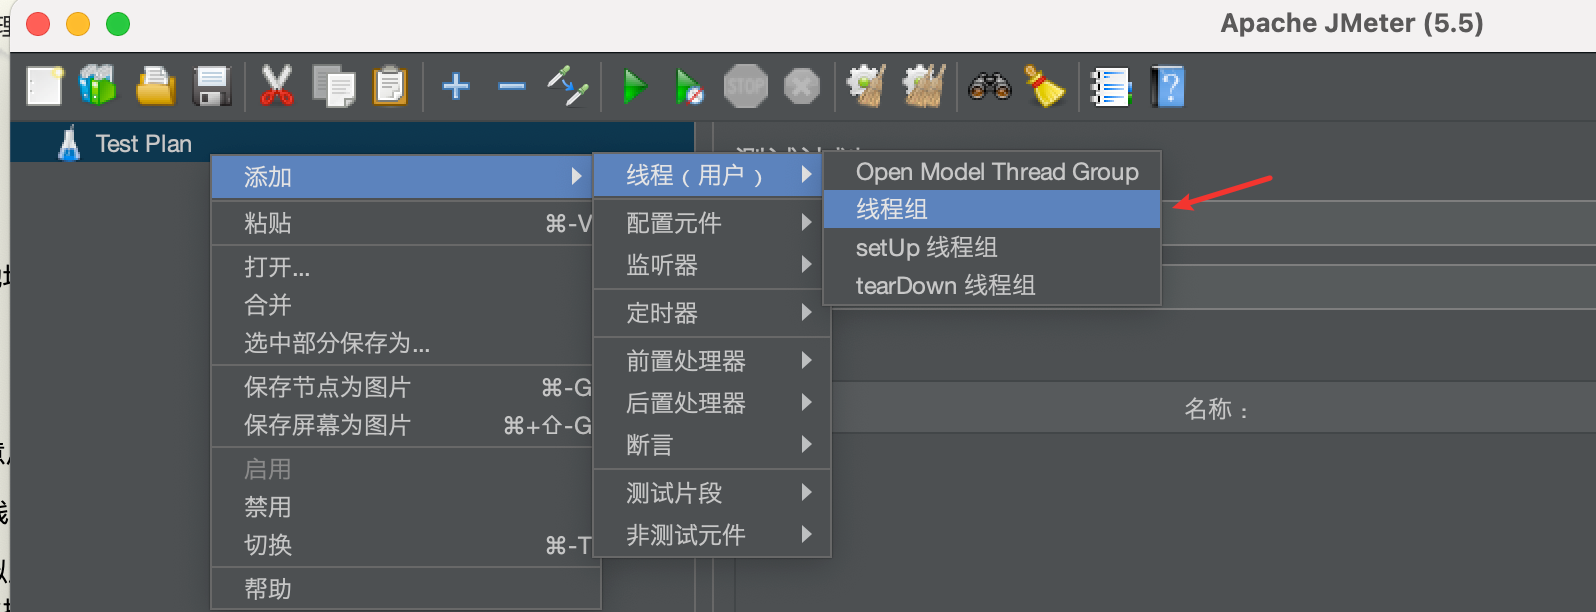 Apache JMeter (5.5)
STOP
Test Plan
添加
粘贴 ⌘-V
打开...
合并
选中部分保存为...
保存节点为图片 ⌘-G
保存屏幕为图片 ⌘+⇧-G
启用
禁用
切换 ⌘-T
帮助
线程（用户）
配置元件
监听器
定时器
前置处理器
后置处理器
断言
测试片段
非测试元件
Open Model Thread Group
线程组
setUp 线程组
tearDown 线程组
名称：